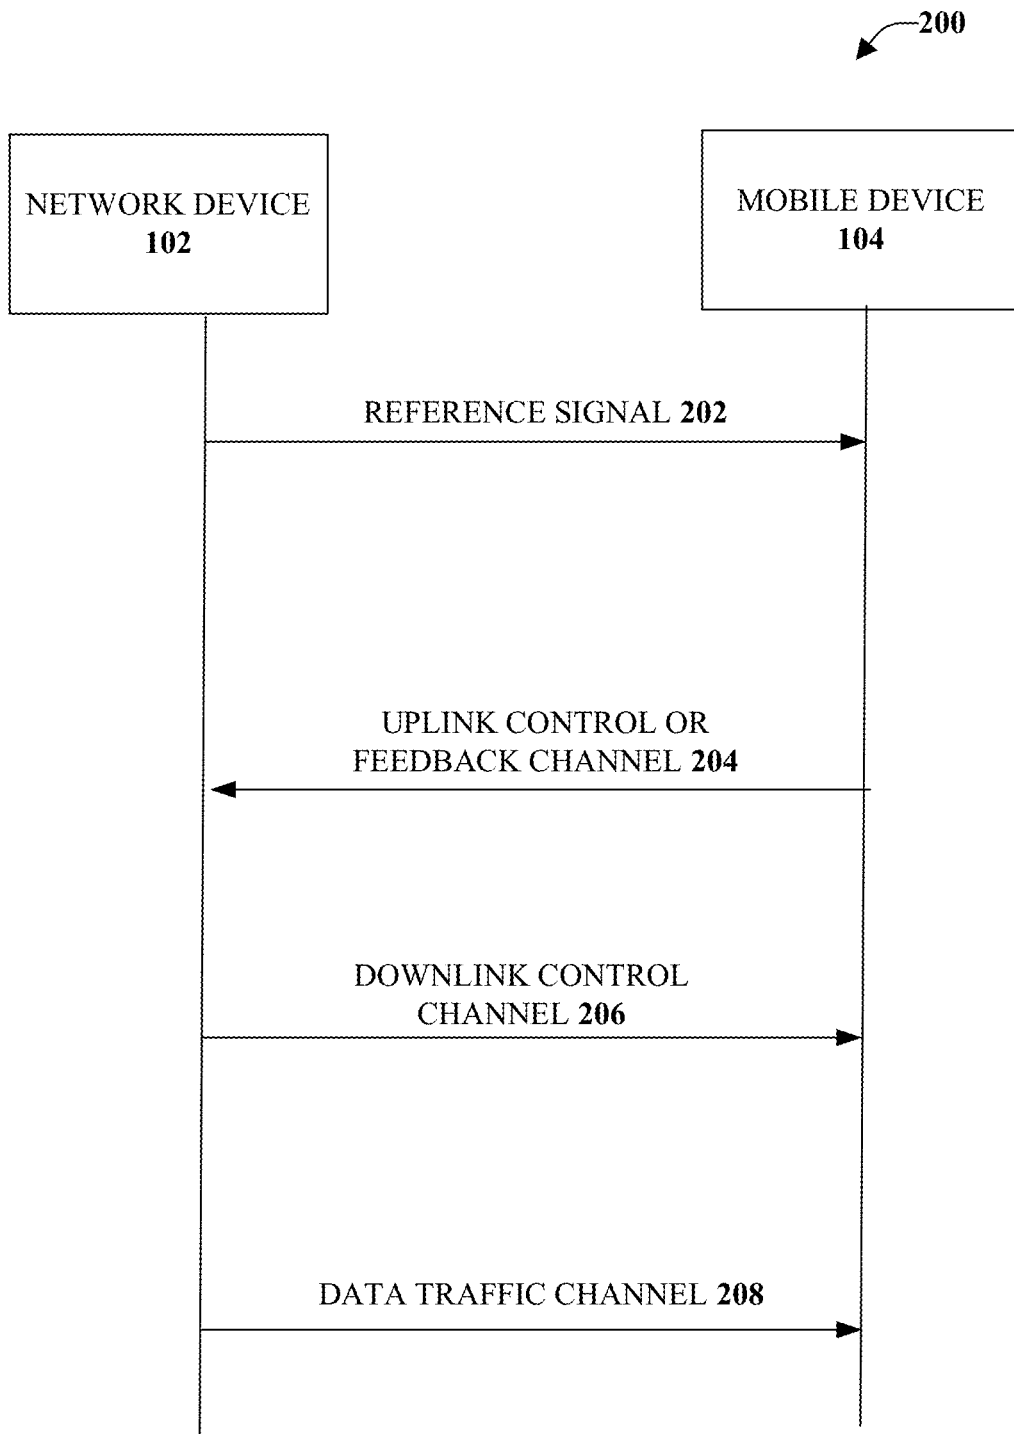 200
NETWORK DEVICE
102
MOBILE DEVICE
104
REFERENCE SIGNAL 202
UPLINK CONTROL OR
FEEDBACK CHANNEL 204
DOWNLINK CONTROL
CHANNEL 206
DATA TRAFFIC CHANNEL 208